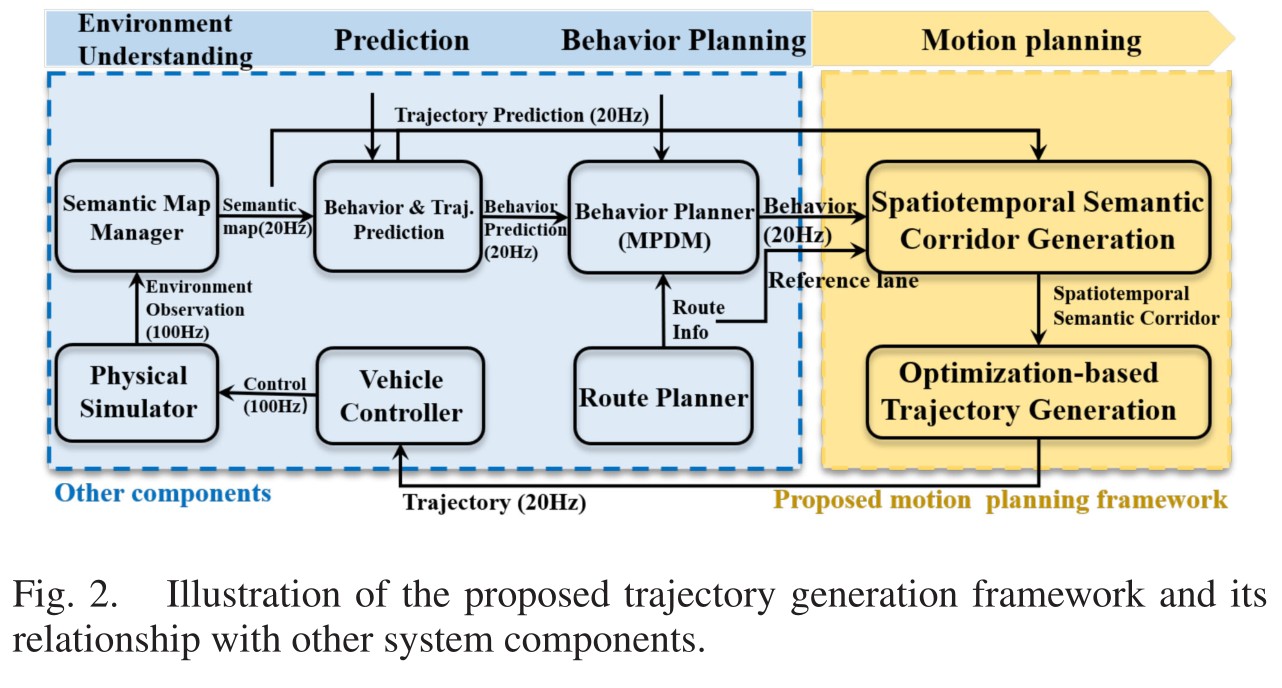 Environment
Understanding
Prediction
Behavior Planning
Motion planning
Trajectory Prediction (20Hz)
Semantic Map
Manager
Semantic
map(20Hz)
Behavior & Traj.
Prediction
Behavior
Prediction
(20Hz)
Behavior Planner
(MPDM)
Behavior
(20Hz)
Spatiotemporal Semantic
Corridor Generation
Reference lane
Environment
Observation
(100Hz)
Route
Info
Spatiotemporal
Semantic Corridor
Physical
Simulator
Control
(100Hz)
Vehicle
Controller
Route Planner
Optimization-based
Trajectory Generation
Other components
Trajectory (20Hz)
Proposed motion planning framework
Fig. 2. Illustration of the proposed trajectory generation framework and its
relationship with other system components.